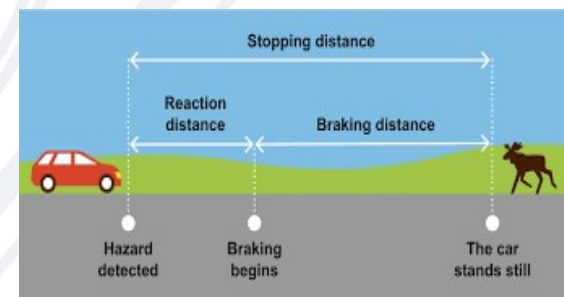 Stopping distance
Reaction
distance
Braking distance
Hazard
detected
Braking
begins
The car
stands still